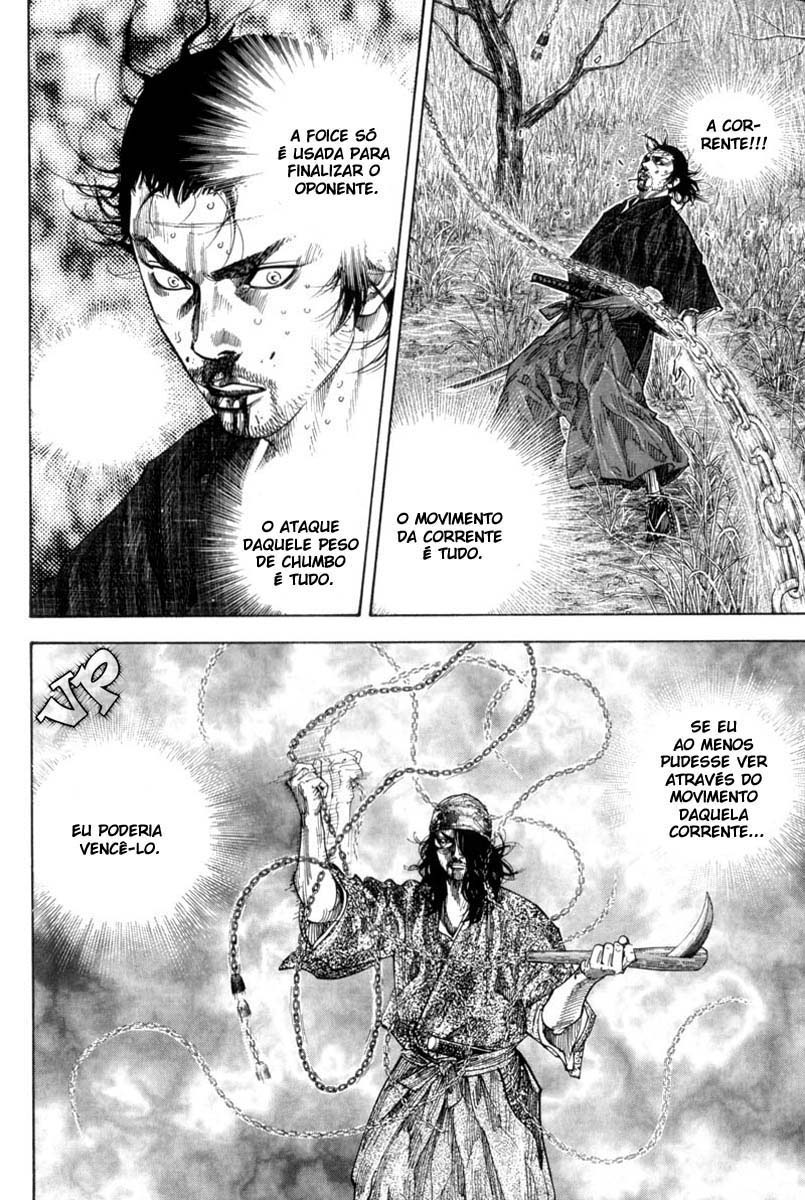 A COR-
RENTE!!!
O MOVIMENTO
DA CORRENTE
É TUDO.
A FOICE SÓ
É USADA PARA
FINALIZAR O
OPONENTE.
O ATAQUE
DAQUELE PESO
DE CHUMBO
É TUDO.
SE EU
AO MENOS
PUDESSE VER
ATRAVÉS DO
MOVIMENTO
DAQUELA
CORRENTE...
VP
EU PODERIA
VENCÊ-LO.